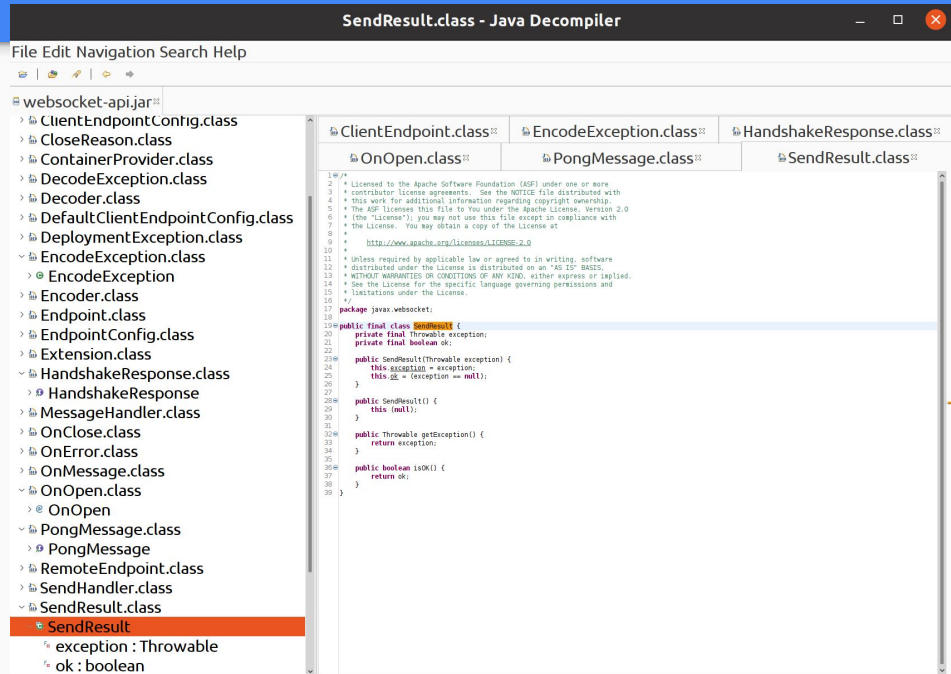 SendResult.class - Java Decompiler
File Edit Navigation Search Help
websocket-api.jar
ClientEndpointConfig.class
CloseReason.class
ContainerProvider.class
DecodeException.class
Decoder.class
DefaultClientEndpointConfig.class
DeploymentException.class
EncodeException.class
EncodeException
Encoder.class
Endpoint.class
EndpointConfig.class
Extension.class
HandshakeResponse.class
HandshakeResponse
MessageHandler.class
OnClose.class
OnError.class
OnMessage.class
OnOpen.class
OnOpen
PongMessage.class
PongMessage
RemoteEndpoint.class
SendHandler.class
SendResult.class
SendResult
exception : Throwable
ok : boolean
ClientEndpoint.class EncodeException.class HandshakeResponse.class
OnOpen.class PongMessage.class SendResult.class
1 /*
2 * Licensed to the Apache Software Foundation (ASF) under one or more
3 * contributor license agreements. See the NOTICE file distributed with
4 * this work for additional information regarding copyright ownership.
5 * The ASF licenses this file to You under the Apache License, Version 2.0
6 * (the "License"); you may not use this file except in compliance with
7 * the License. You may obtain a copy of the License at
8 *
9 * http://www.apache.org/licenses/LICENSE-2.0
10 *
11 * Unless required by applicable law or agreed to in writing, software
12 * distributed under the License is distributed on an "AS IS" BASIS,
13 * WITHOUT WARRANTIES OR CONDITIONS OF ANY KIND, either express or implied.
14 * See the License for the specific language governing permissions and
15 * limitations under the License.
16 */
17 package javax.websocket;
18
19 public final class SendResult {
20 private final Throwable exception;
21 private final boolean ok;
22
23 public SendResult(Throwable exception) {
24 this.exception = exception;
25 this.ok = (exception == null);
26 }
27
28 public SendResult() {
29 this (null);
30 }
31
32 public Throwable getException() {
33 return exception;
34 }
35
36 public boolean isOK() {
37 return ok;
38 }
39 }